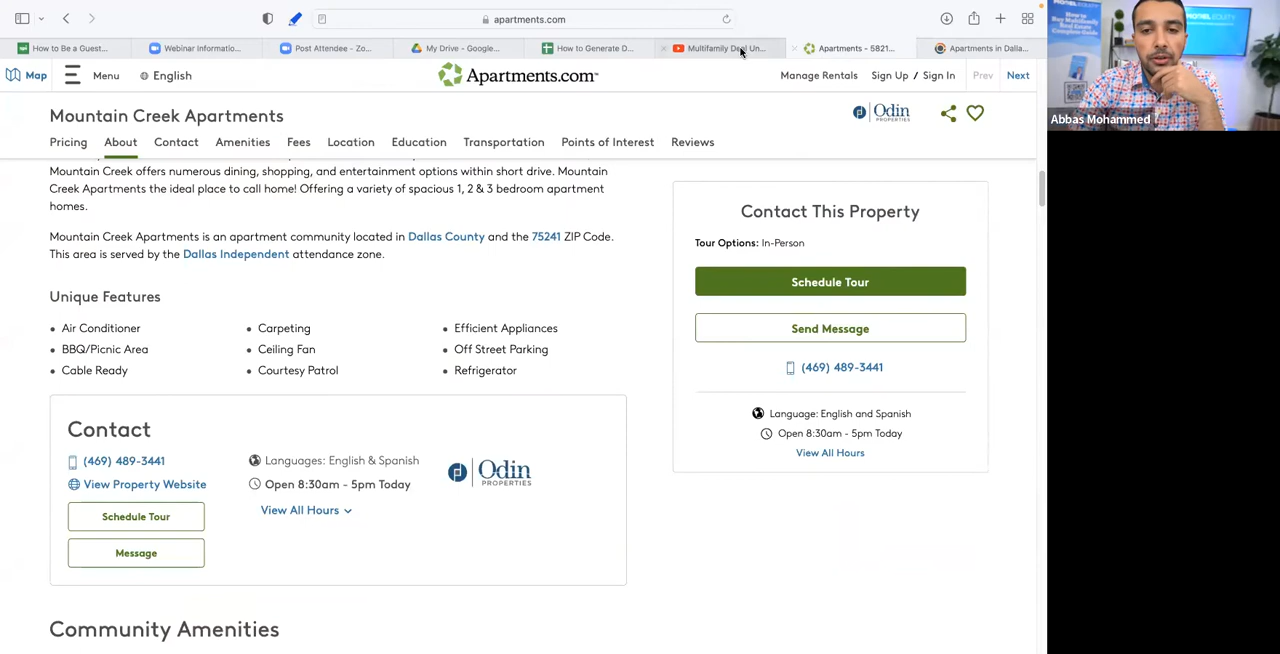 apartments.com
How to Be a Guest...
Webinar Informatio...
Post Attendee - Zo...
My Drive - Google...
How to Generate D...
Multifamily Deal Un...
Apartments - 5821...
Apartments in Dalla...
Map
Menu
English
Apartments.com
Manage Rentals
Sign Up / Sign In
Prev
Next
Mountain Creek Apartments
Odin
PROPERTIES
Pricing
About
Contact
Amenities
Fees
Location
Education
Transportation
Points of Interest
Reviews
Mountain Creek offers numerous dining, shopping, and entertainment options within short drive. Mountain
Creek Apartments the ideal place to call home! Offering a variety of spacious 1, 2 & 3 bedroom apartment
homes.
Mountain Creek Apartments is an apartment community located in Dallas County and the 75241 ZIP Code.
This area is served by the Dallas Independent attendance zone.
Unique Features
• Air Conditioner
• BBQ/Picnic Area
• Cable Ready
• Carpeting
• Ceiling Fan
• Courtesy Patrol
• Efficient Appliances
• Off Street Parking
• Refrigerator
Contact
(469) 489-3441
View Property Website
Schedule Tour
Message
Languages: English & Spanish
Open 8:30am - 5pm Today
View All Hours
Odin
PROPERTIES
Community Amenities
Contact This Property
Tour Options: In-Person
Schedule Tour
Send Message
(469) 489-3441
Language: English and Spanish
Open 8:30am - 5pm Today
View All Hours
How to
Buy Multifamily
Real Estate
Complete Guide
EQUITY
Abbas Mohammed